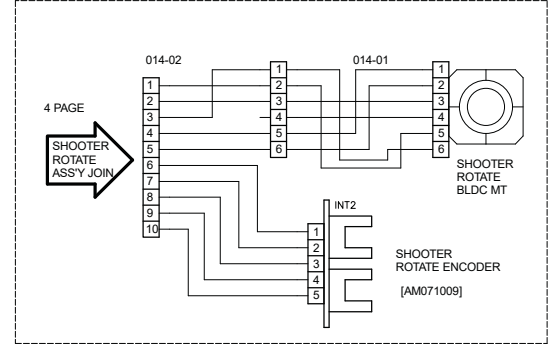 014-02
014-01
4 PAGE
SHOOTER
ROTATE
ASS'Y JOIN
1
2
3
4
5
6
7
8
9
10
1
2
3
4
5
6
1
2
3
4
5
6
SHOOTER
ROTATE
BLDC MT
INT2
1
2
3
4
5
SHOOTER
ROTATE ENCODER
[AM071009]